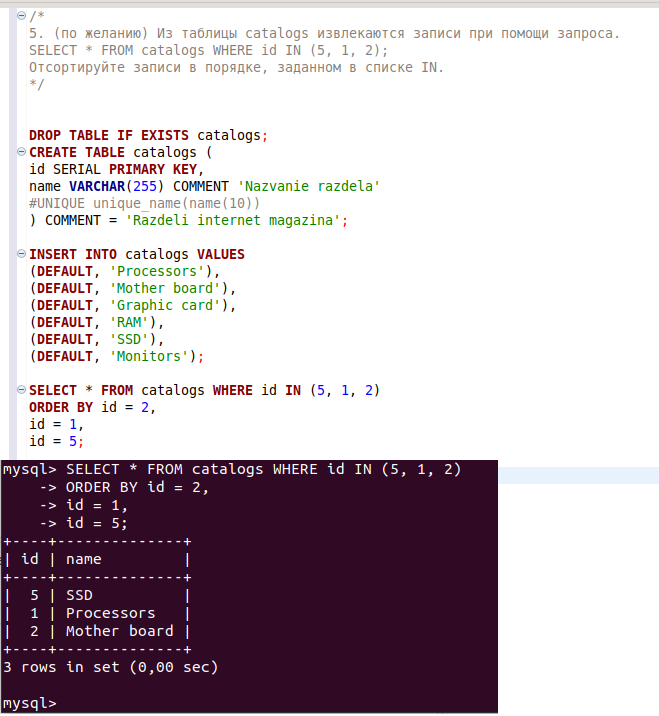 /*
5. (по желанию) Из таблицы catalogs извлекаются записи при помощи запроса.
SELECT * FROM catalogs WHERE id IN (5, 1, 2);
Отсортируйте записи в порядке, заданном в списке IN.
*/
DROP TABLE IF EXISTS catalogs;
CREATE TABLE catalogs (
id SERIAL PRIMARY KEY,
name VARCHAR(255) COMMENT 'Nazvanie razdela'
#UNIQUE unique_name(name(10))
) COMMENT = 'Razdeli internet magazina';
INSERT INTO catalogs VALUES
(DEFAULT, 'Processors'),
(DEFAULT, 'Mother board'),
(DEFAULT, 'Graphic card'),
(DEFAULT, 'RAM'),
(DEFAULT, 'SSD'),
(DEFAULT, 'Monitors');
SELECT * FROM catalogs WHERE id IN (5, 1, 2)
ORDER BY id = 2,
id = 1,
id = 5;
mysql> SELECT * FROM catalogs WHERE id IN (5, 1, 2)
    -> ORDER BY id = 2,
    -> id = 1,
    -> id = 5;
+----+--------------+
| id | name         |
+----+--------------+
|  5 | SSD          |
|  1 | Processors   |
|  2 | Mother board |
+----+--------------+
3 rows in set (0,00 sec)
mysql>